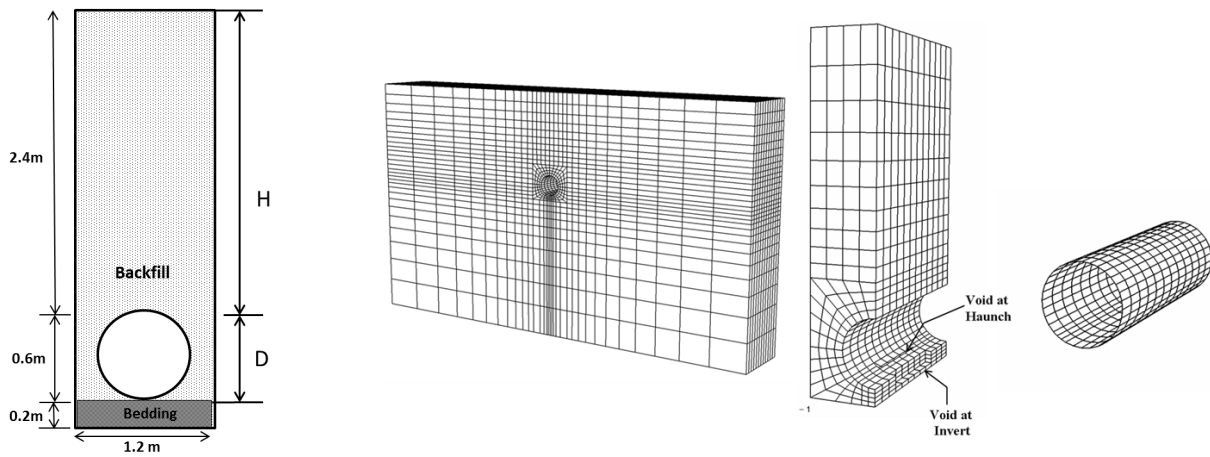 2.4m
H
Backfill
0.6m
D
0.2m
Bedding
1.2 m
Void at
Haunch
Void at
Invert
- 1